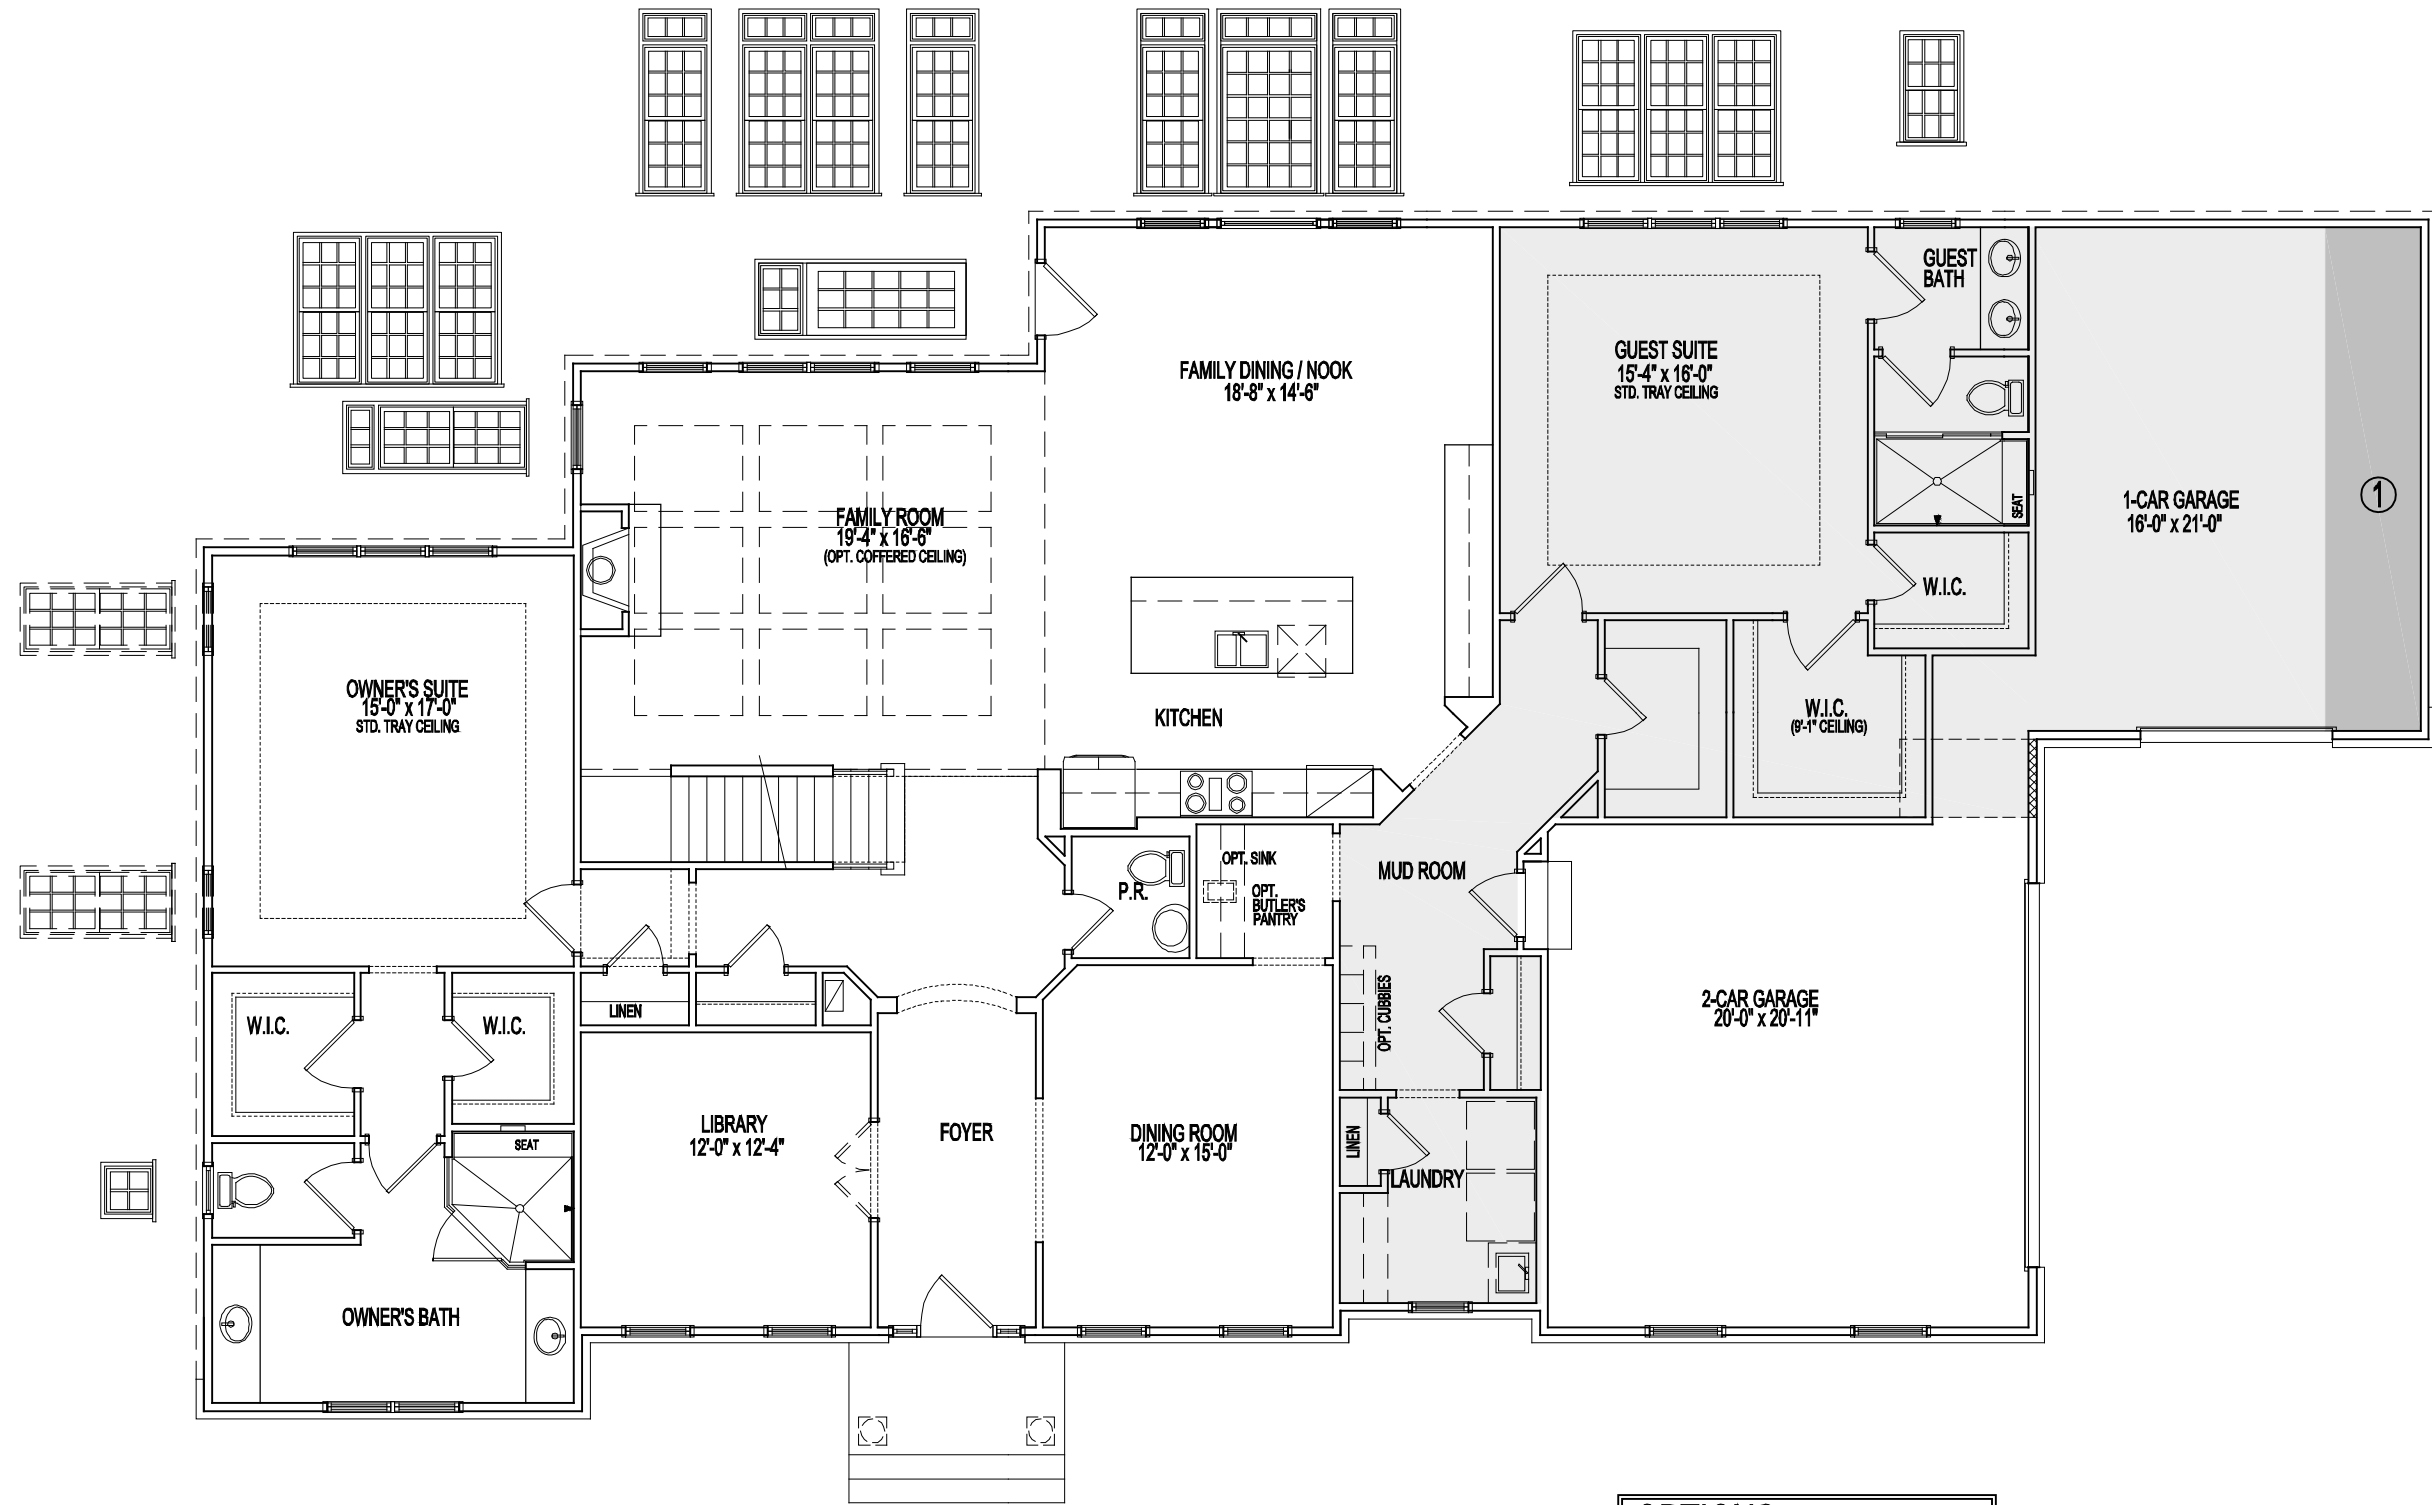 GUEST
BATH
FAMILY DINING / NOOK
18'-8" x 14'-6"
GUEST SUITE
15'-4" x 16'-0"
STD. TRAY CEILING
1-CAR GARAGE
16'-0" x 21'-0"
1
SEAT
FAMILY ROOM
19'-4" x 16'-6"
(OPT. COFFERED CEILING)
W.I.C.
OWNER'S SUITE
15'-0" x 17'-0"
STD. TRAY CEILING
KITCHEN
W.I.C.
(9'-1" CEILING)
MUD ROOM
OPT. SINK
P.R.
OPT.
BUTLER'S
PANTRY
OPT. CUBBIES
2-CAR GARAGE
20'-0" x 20'-11"
W.I.C.
W.I.C.
LINEN
LIBRARY
12'-0" x 12'-4"
FOYER
DINING ROOM
12'-0" x 15'-0"
LINEN
LAUNDRY
SEAT
OWNER'S BATH